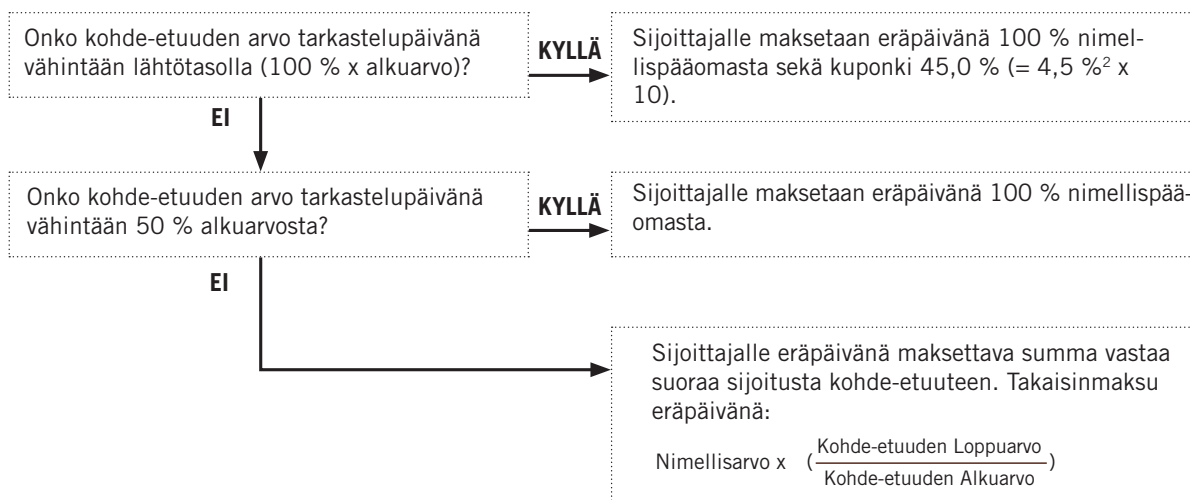 Onko kohde-etuuden arvo tarkastelupäivänä
vähintään lähtötasolla (100 % x alkuarvo)?
KYLLÄ
Sijoittajalle maksetaan eräpäivänä 100 % nimel-
lispääomasta sekä kuponki 45,0 % (= 4,5 %² x
10).
EI
Onko kohde-etuuden arvo tarkastelupäivänä
vähintään 50 % alkuarvosta?
KYLLÄ
Sijoittajalle maksetaan eräpäivänä 100 % nimellispää-
omasta.
EI
Sijoittajalle eräpäivänä maksettava summa vastaa
suoraa sijoitusta kohde-etuuteen. Takaisinmaksu
eräpäivänä:
Nimellisarvo x (Kohde-etuuden Loppuarvo
Kohde-etuuden Alkuarvo)